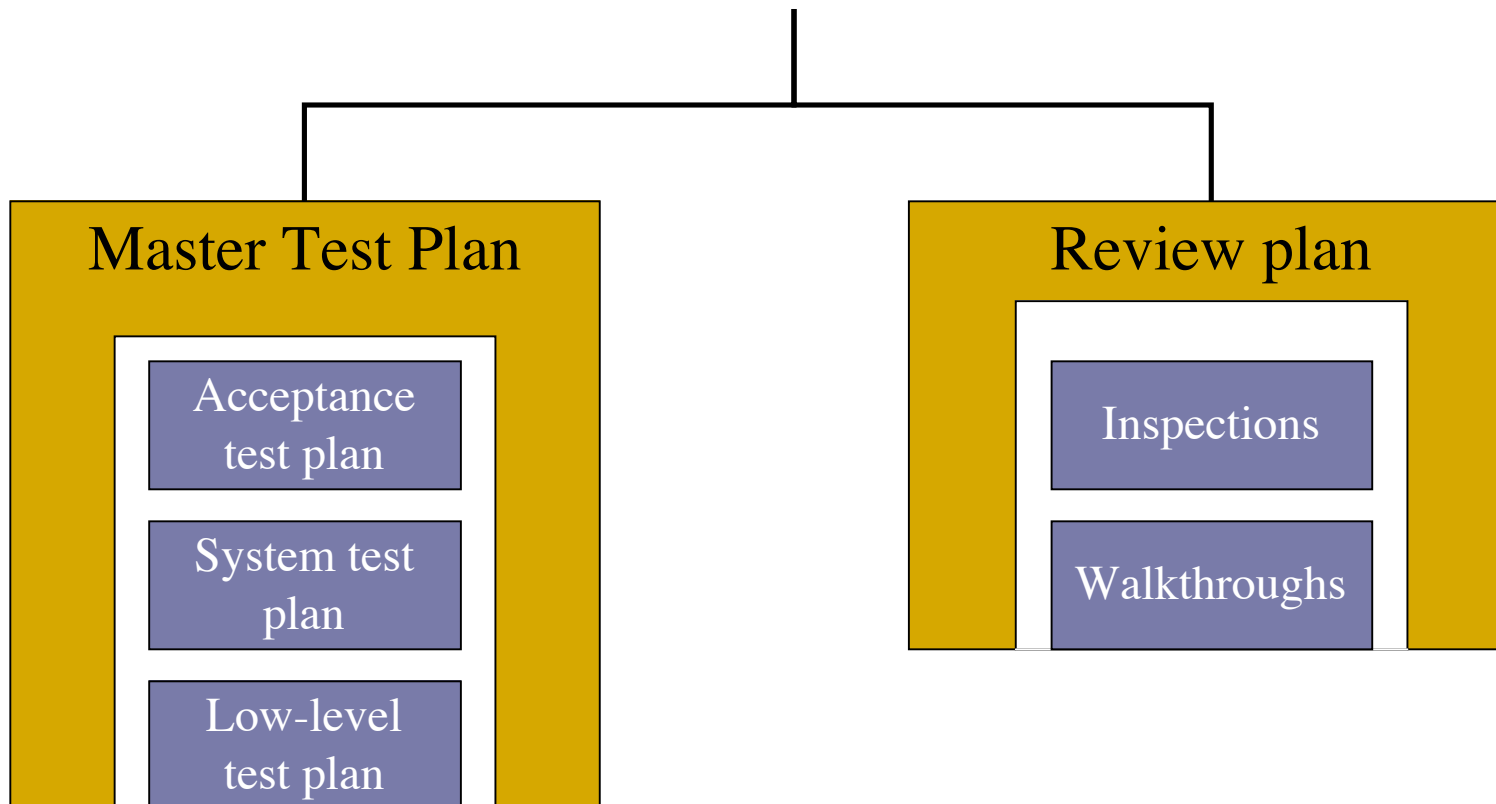 Master Test Plan
Acceptance
test plan
System test
plan
Low-level
test plan
Review plan
Inspections
Walkthroughs